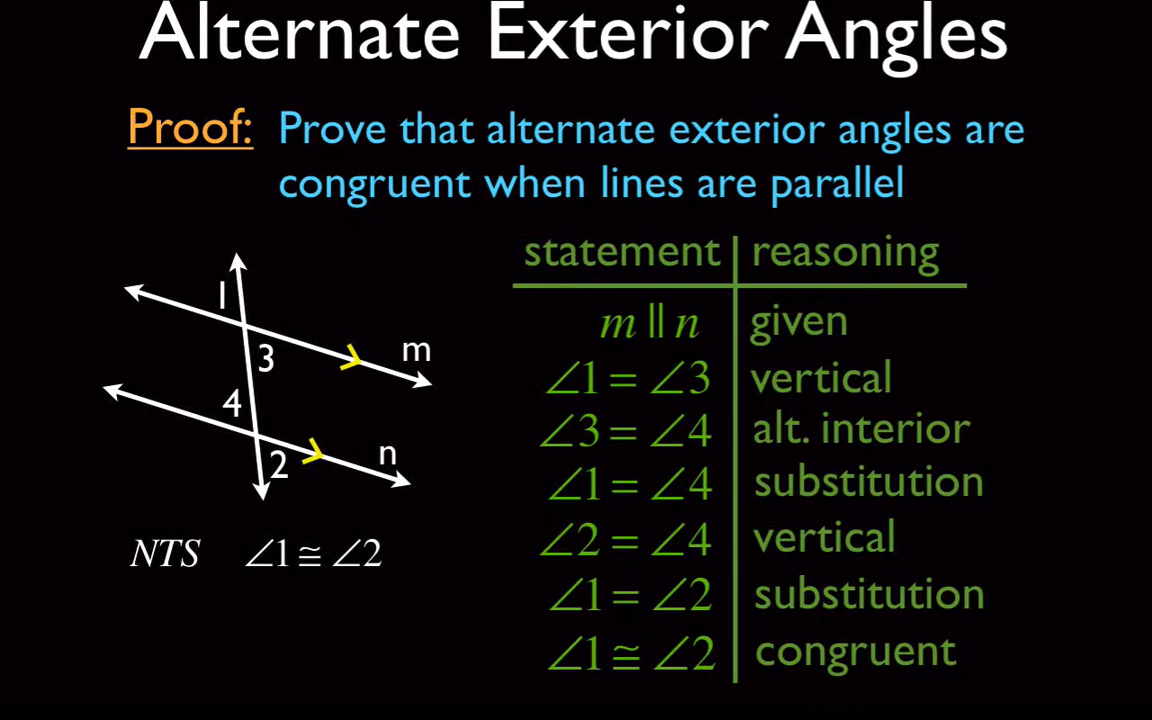 Alternate Exterior Angles
Proof: Prove that alternate exterior angles are
congruent when lines are parallel
1
3
m
4
2
n
NTS ∠1 ≅ ∠2
statement reasoning
m || n given
∠1 = ∠3 vertical
∠3 = ∠4 alt. interior
∠1 = ∠4 substitution
∠2 = ∠4 vertical
∠1 = ∠2 substitution
∠1 ≅ ∠2 congruent